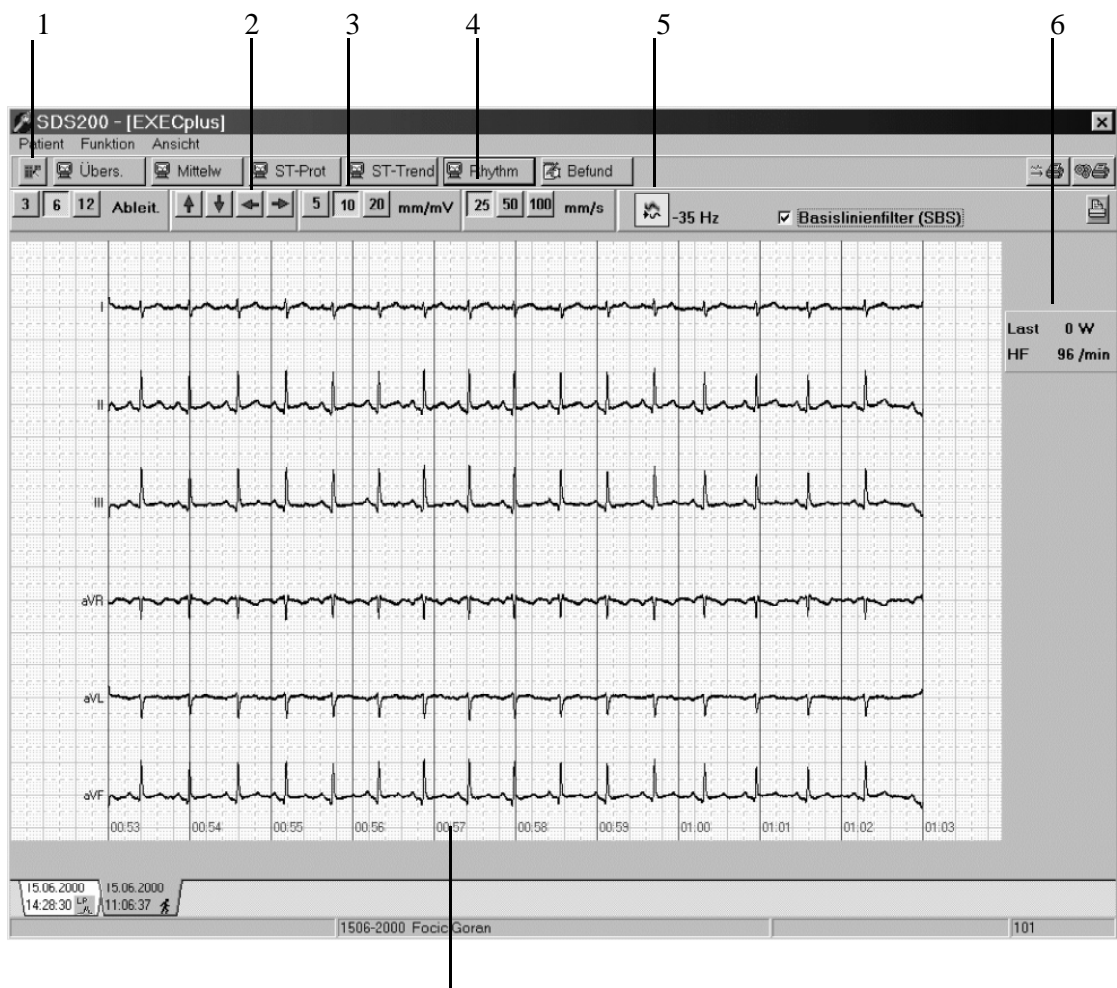 1 2 3 4 5 6
SDS200 - [EXECplus]
Patient Funktion Ansicht
Übers. Mittelw ST-Prot ST-Trend Rhythm Befund
3 6 12 Ableit. 5 10 20 mm/mV 25 50 100 mm/s -35 Hz Basislinienfilter (SBS)
I
Last 0 W
HF 96 /min
II
III
aVR
aVL
aVF
00:53 00:54 00:55 00:56 00:57 00:58 00:59 01:00 01:01 01:02 01:03
15.06.2000 15.06.2000
14:28:30 LP 11:06:37
1506-2000 Focic Goran 101